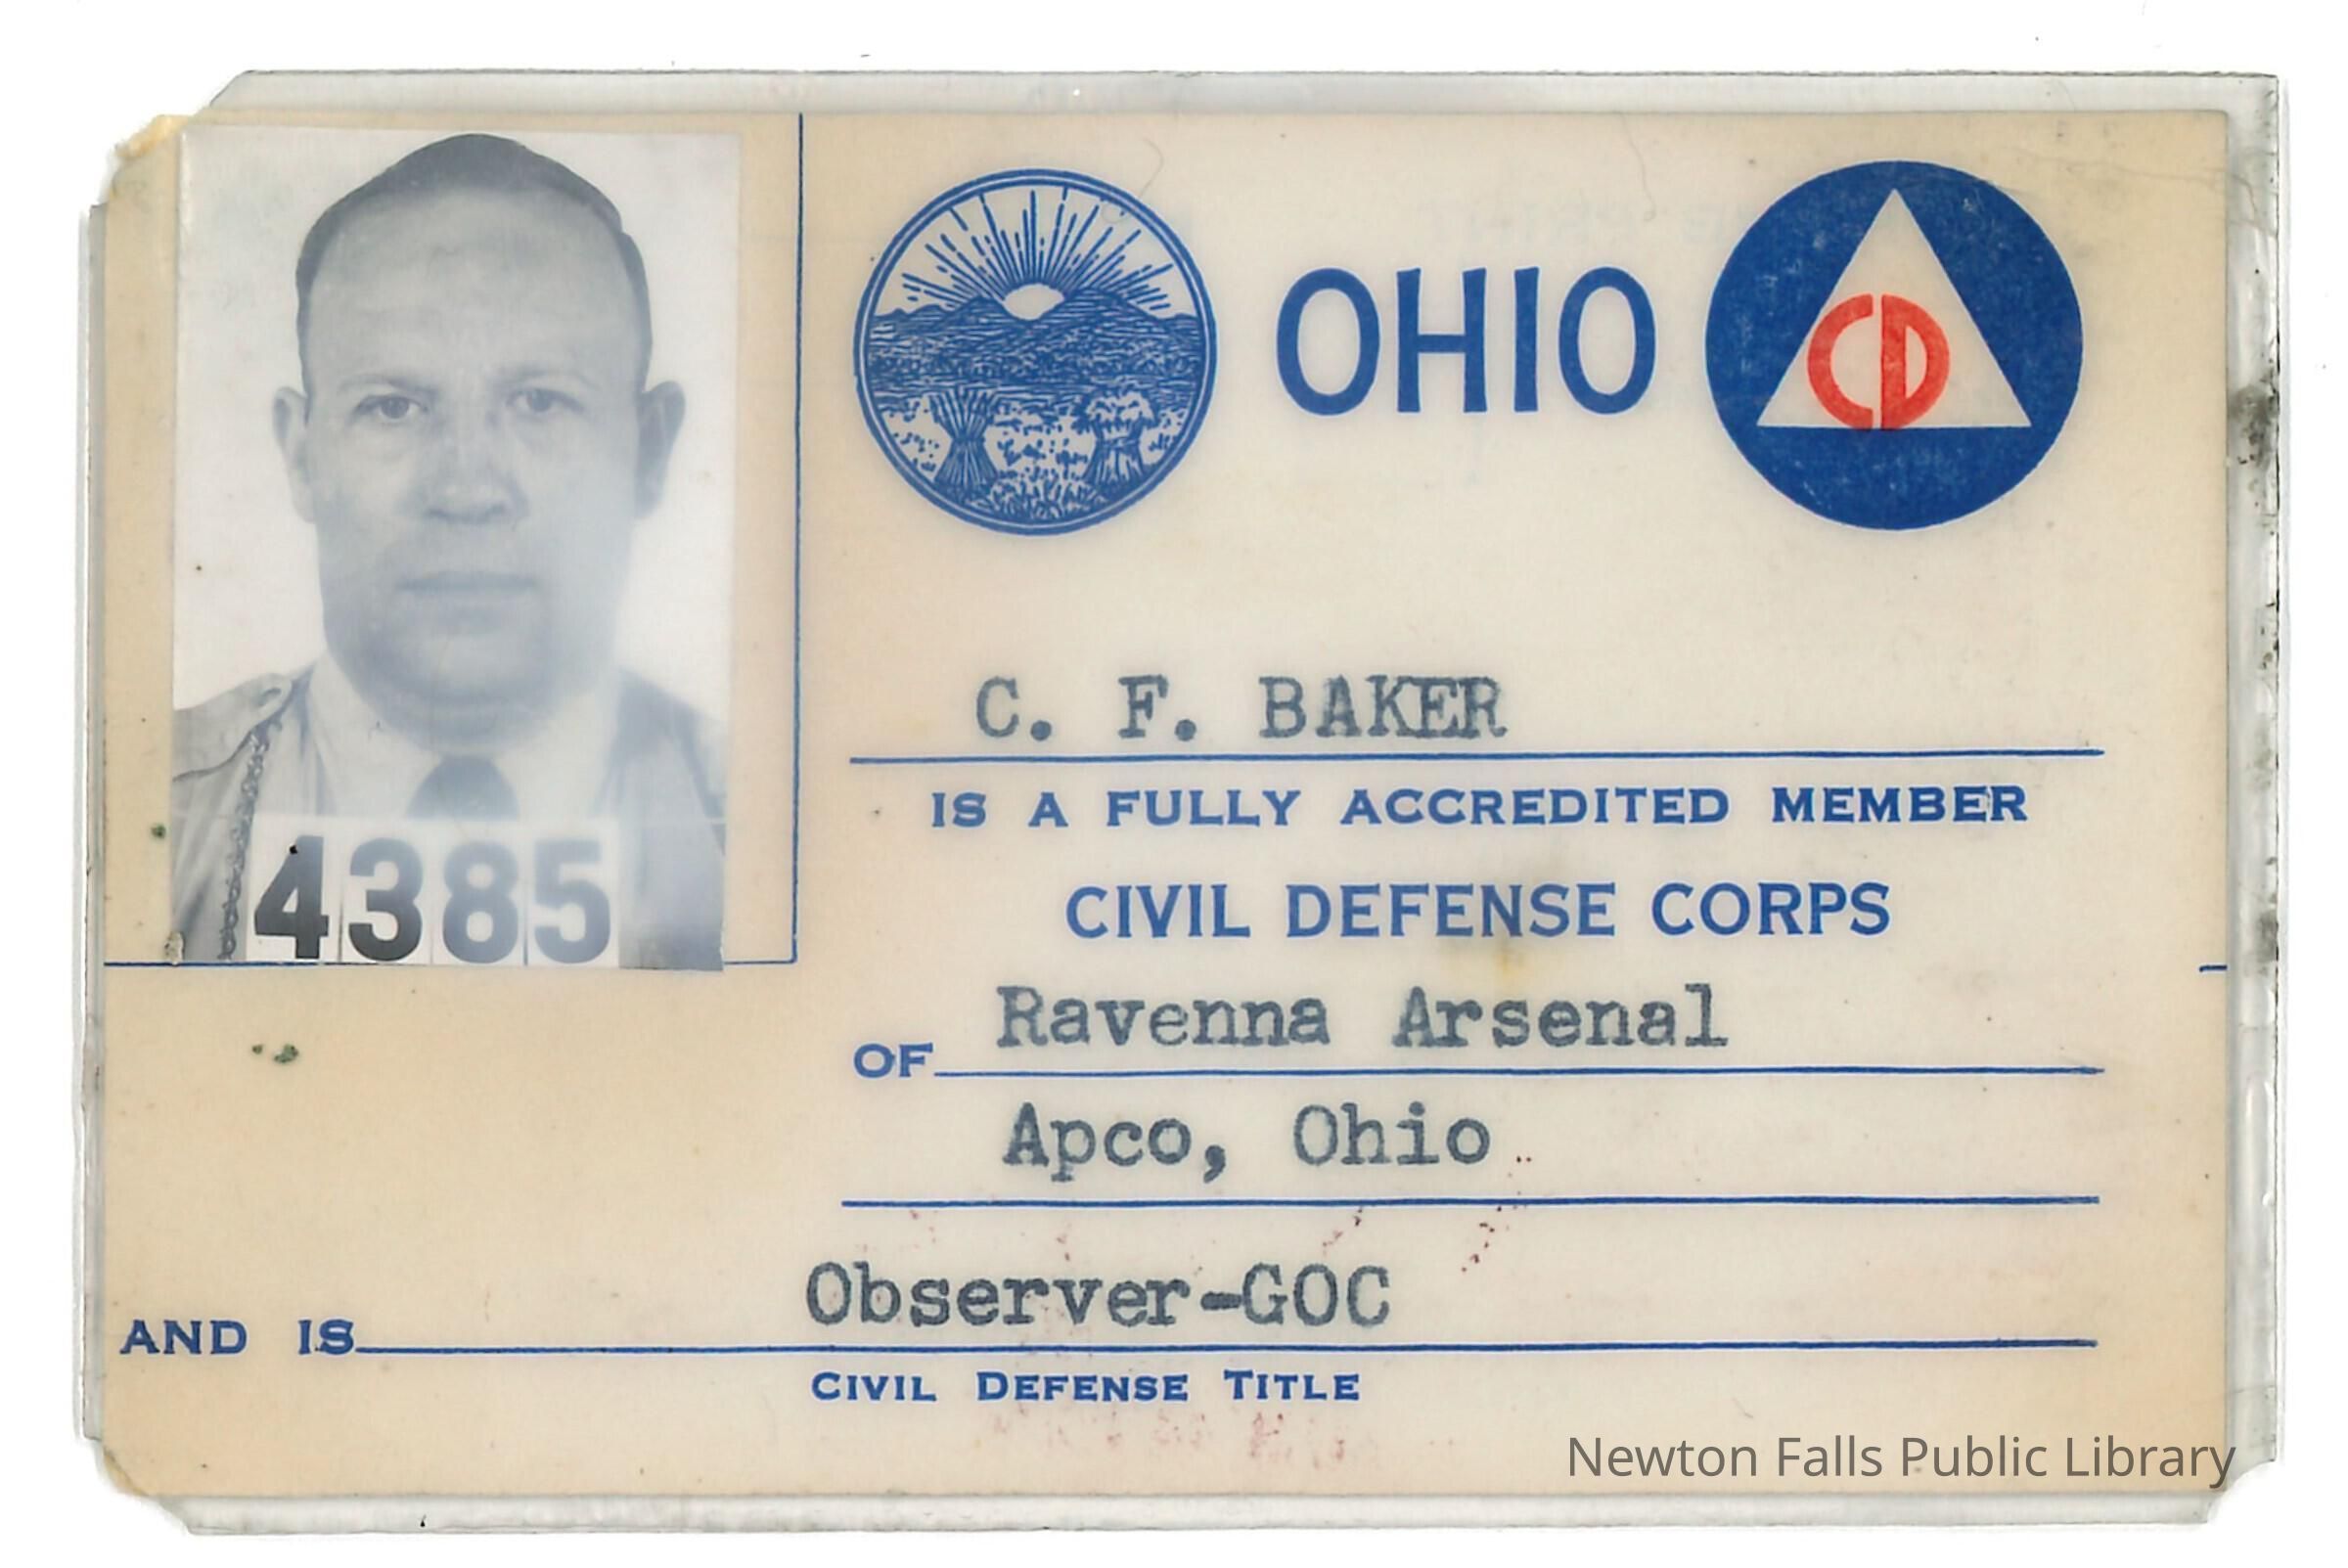 OHIO
CD
C. F. BAKER
IS A FULLY ACCREDITED MEMBER
CIVIL DEFENSE CORPS
4385
OF Ravenna Arsenal
Apco, Ohio
AND IS Observer-GOC
CIVIL DEFENSE TITLE
Newton Falls Public Library